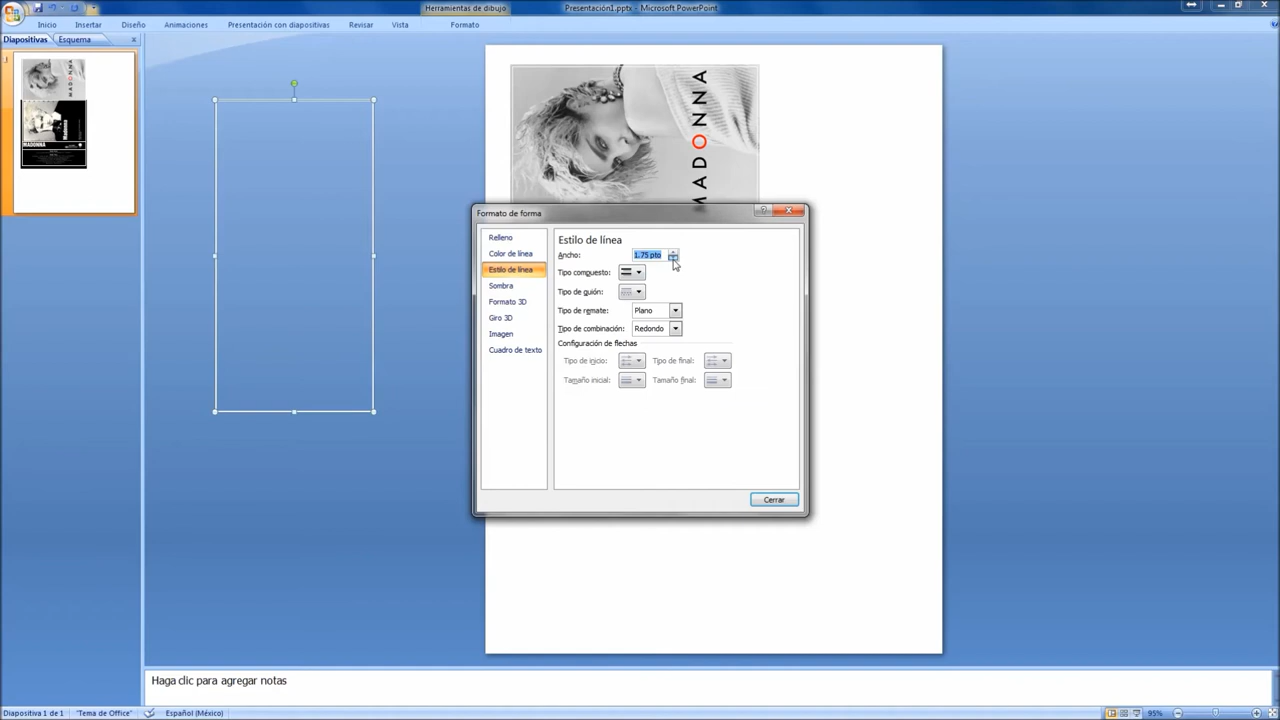 Herramientas de dibujo
Presentación1.pptx - Microsoft PowerPoint
Inicio Insertar Diseño Animaciones Presentación con diapositivas Revisar Vista Formato
Diapositivas Esquema
1
MADONNA
Madonna
MADONNA
MADONNA
Formato de forma
Relleno
Color de línea
Estilo de línea
Sombra
Formato 3D
Giro 3D
Imagen
Cuadro de texto
Estilo de línea
Ancho: 1.75 pto
Tipo compuesto:
Tipo de guión:
Tipo de remate: Plano
Tipo de combinación: Redondo
Configuración de flechas
Tipo de inicio: Tipo de final:
Tamaño inicial: Tamaño final:
Cerrar
Haga clic para agregar notas
Diapositiva 1 de 1 "Tema de Office" Español (México) 95%